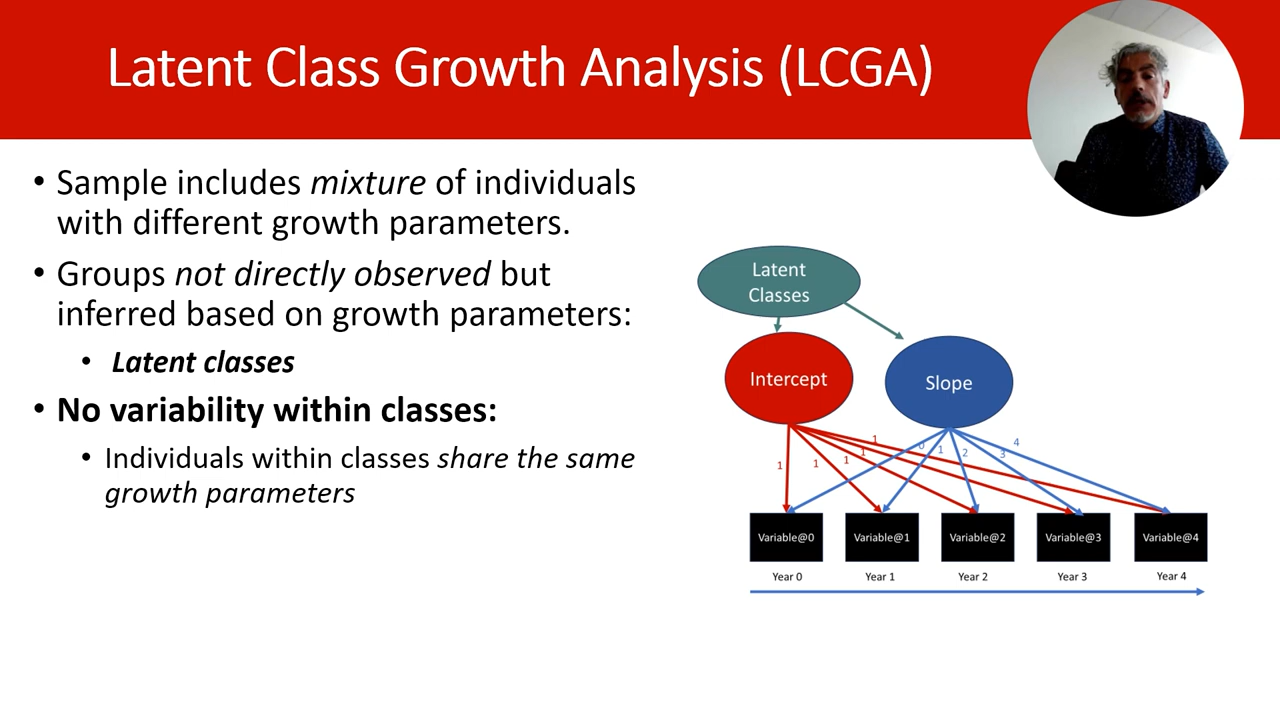 Latent Class Growth Analysis (LCGA)
• Sample includes mixture of individuals
with different growth parameters.
• Groups not directly observed but
inferred based on growth parameters:
• Latent classes
• No variability within classes:
• Individuals within classes share the same
growth parameters
Latent
Classes
Intercept
Slope
1
1
1
1
1
0
1
2
3
4
Variable@0
Variable@1
Variable@2
Variable@3
Variable@4
Year 0
Year 1
Year 2
Year 3
Year 4